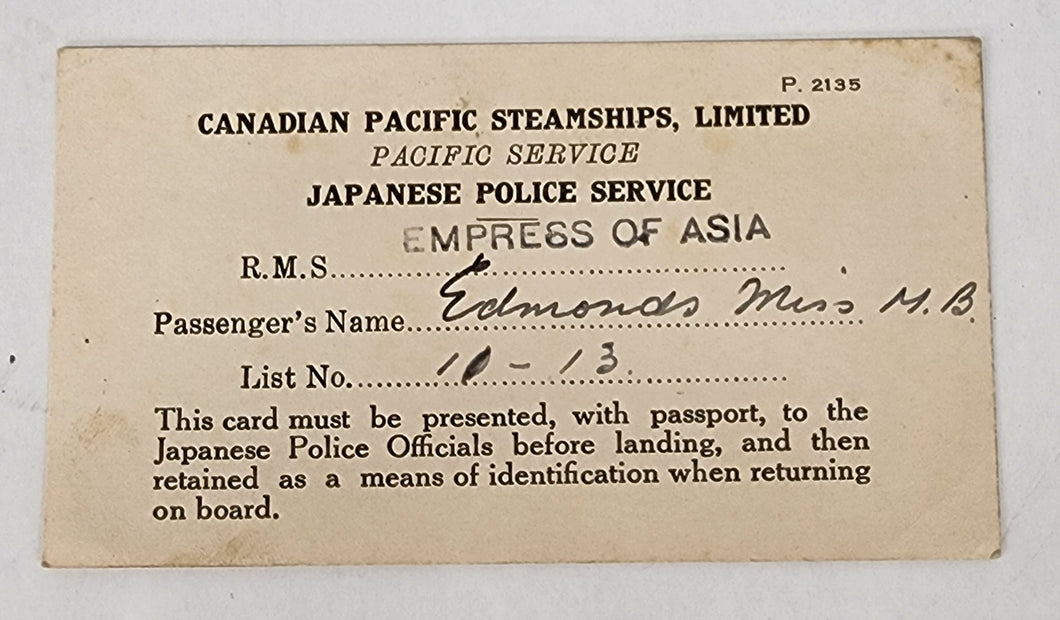 P. 2135
CANADIAN PACIFIC STEAMSHIPS, LIMITED
PACIFIC SERVICE
JAPANESE POLICE SERVICE
EMPRESS OF ASIA
R.M.S.
Passenger's Name Edmonds Miss M.B.
List No. 10 - 13.
This card must be presented, with passport, to the
Japanese Police Officials before landing, and then
retained as a means of identification when returning
on board.